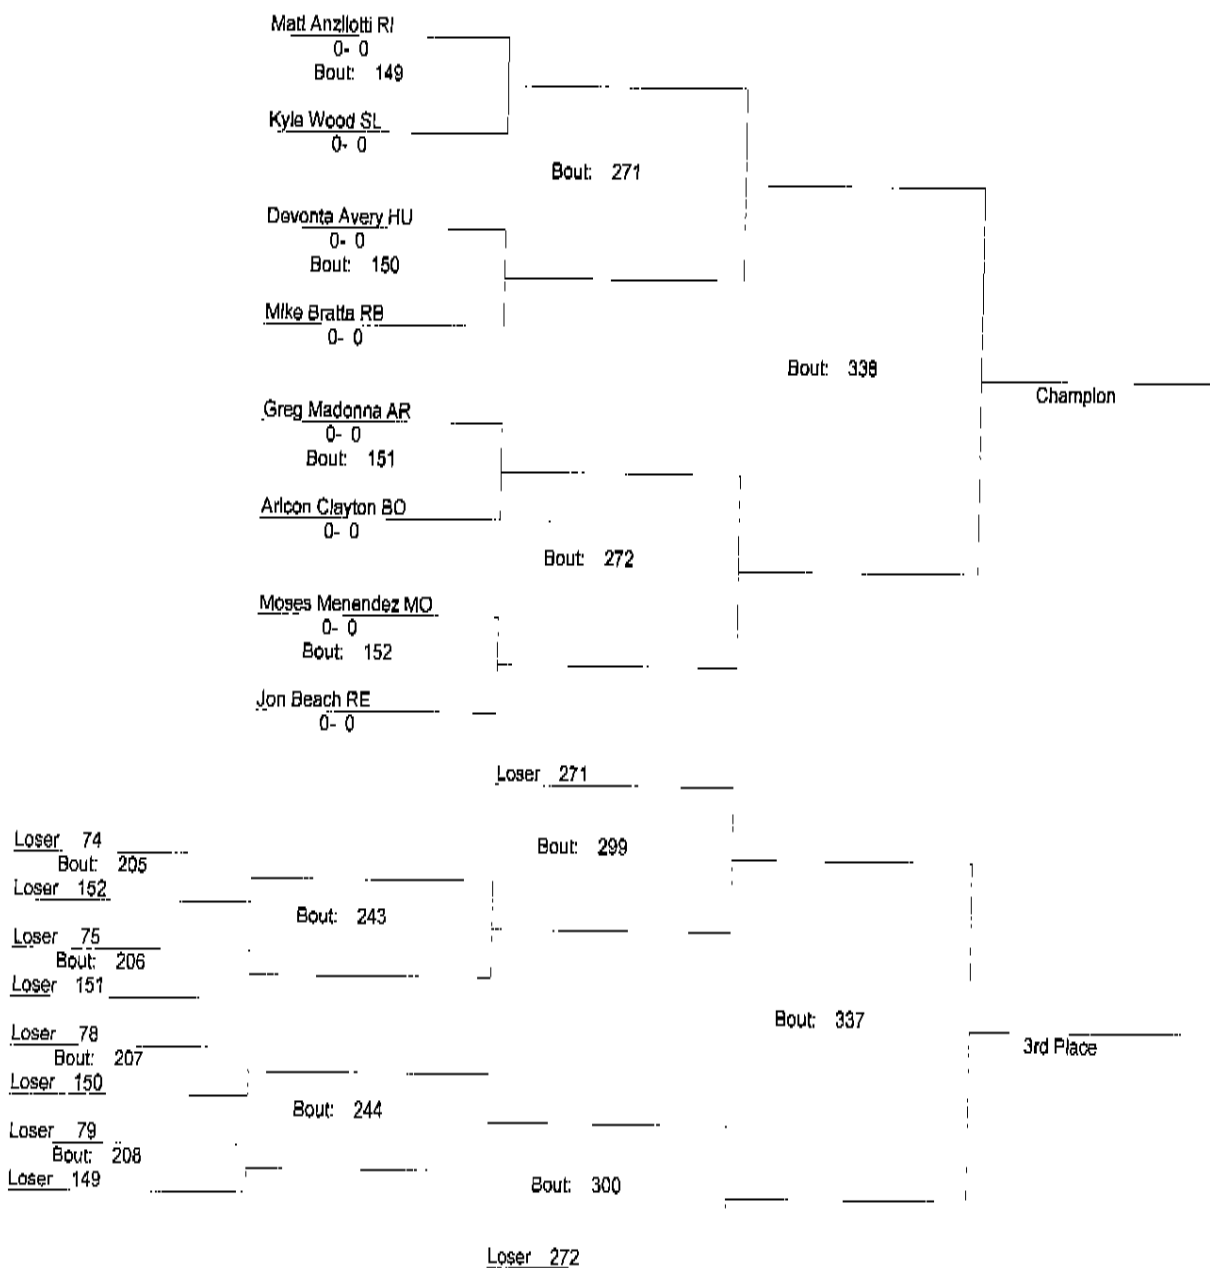 Matt Anzilotti RI
0- 0
Bout: 149
Kyle Wood SL
0- 0
Bout: 271
Devonta Avery HU
0- 0
Bout: 150
Mike Bratta RB
0- 0
Bout: 338
Champion
Greg Madonna AR
0- 0
Bout: 151
Aricon Clayton BO
0- 0
Bout: 272
Moses Menendez MO
0- 0
Bout: 152
Jon Beach RE
0- 0
Loser 271
Bout: 299
Loser 74
Bout: 205
Loser 152
Bout: 243
Loser 75
Bout: 206
Loser 151
Bout: 337
3rd Place
Loser 78
Bout: 207
Loser 150
Bout: 244
Loser 79
Bout: 208
Loser 149
Bout: 300
Loser 272